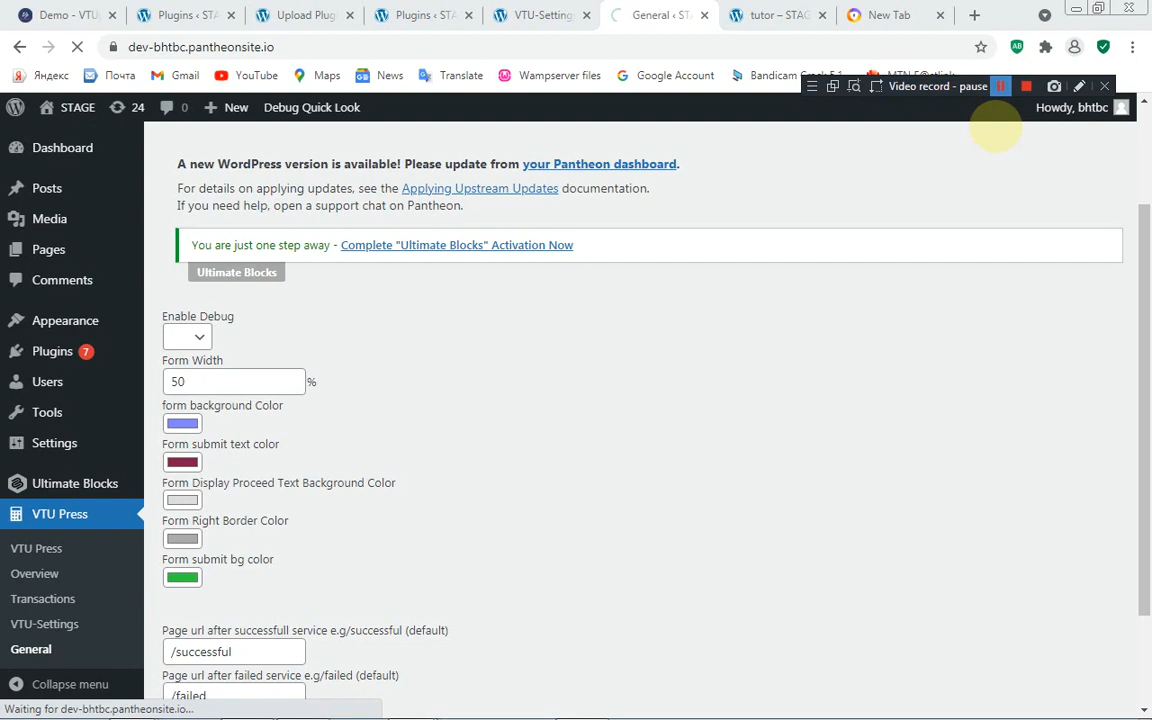 Demo - VTU
Plugins ‹ STA
Upload Plug
Plugins ‹ STA
VTU-Setting
General ‹ ST
tutor – STAG
New Tab
dev-bhtbc.pantheonsite.io
Яндекс
Почта
Gmail
YouTube
Maps
News
Translate
Wampserver files
Google Account
Bandicam Crack 5.1
Video record - pause
STAGE
24
0
New
Debug Quick Look
Howdy, bhtbc
Dashboard
Posts
Media
Pages
Comments
Appearance
Plugins 7
Users
Tools
Settings
Ultimate Blocks
VTU Press
VTU Press
Overview
Transactions
VTU-Settings
General
Collapse menu
A new WordPress version is available! Please update from your Pantheon dashboard.
For details on applying updates, see the Applying Upstream Updates documentation.
If you need help, open a support chat on Pantheon.
You are just one step away - Complete "Ultimate Blocks" Activation Now
Ultimate Blocks
Enable Debug
Form Width
50 %
form background Color
Form submit text color
Form Display Proceed Text Background Color
Form Right Border Color
Form submit bg color
Page url after successfull service e.g/successful (default)
/successful
Page url after failed service e.g/failed (default)
/failed
Waiting for dev-bhtbc.pantheonsite.io...